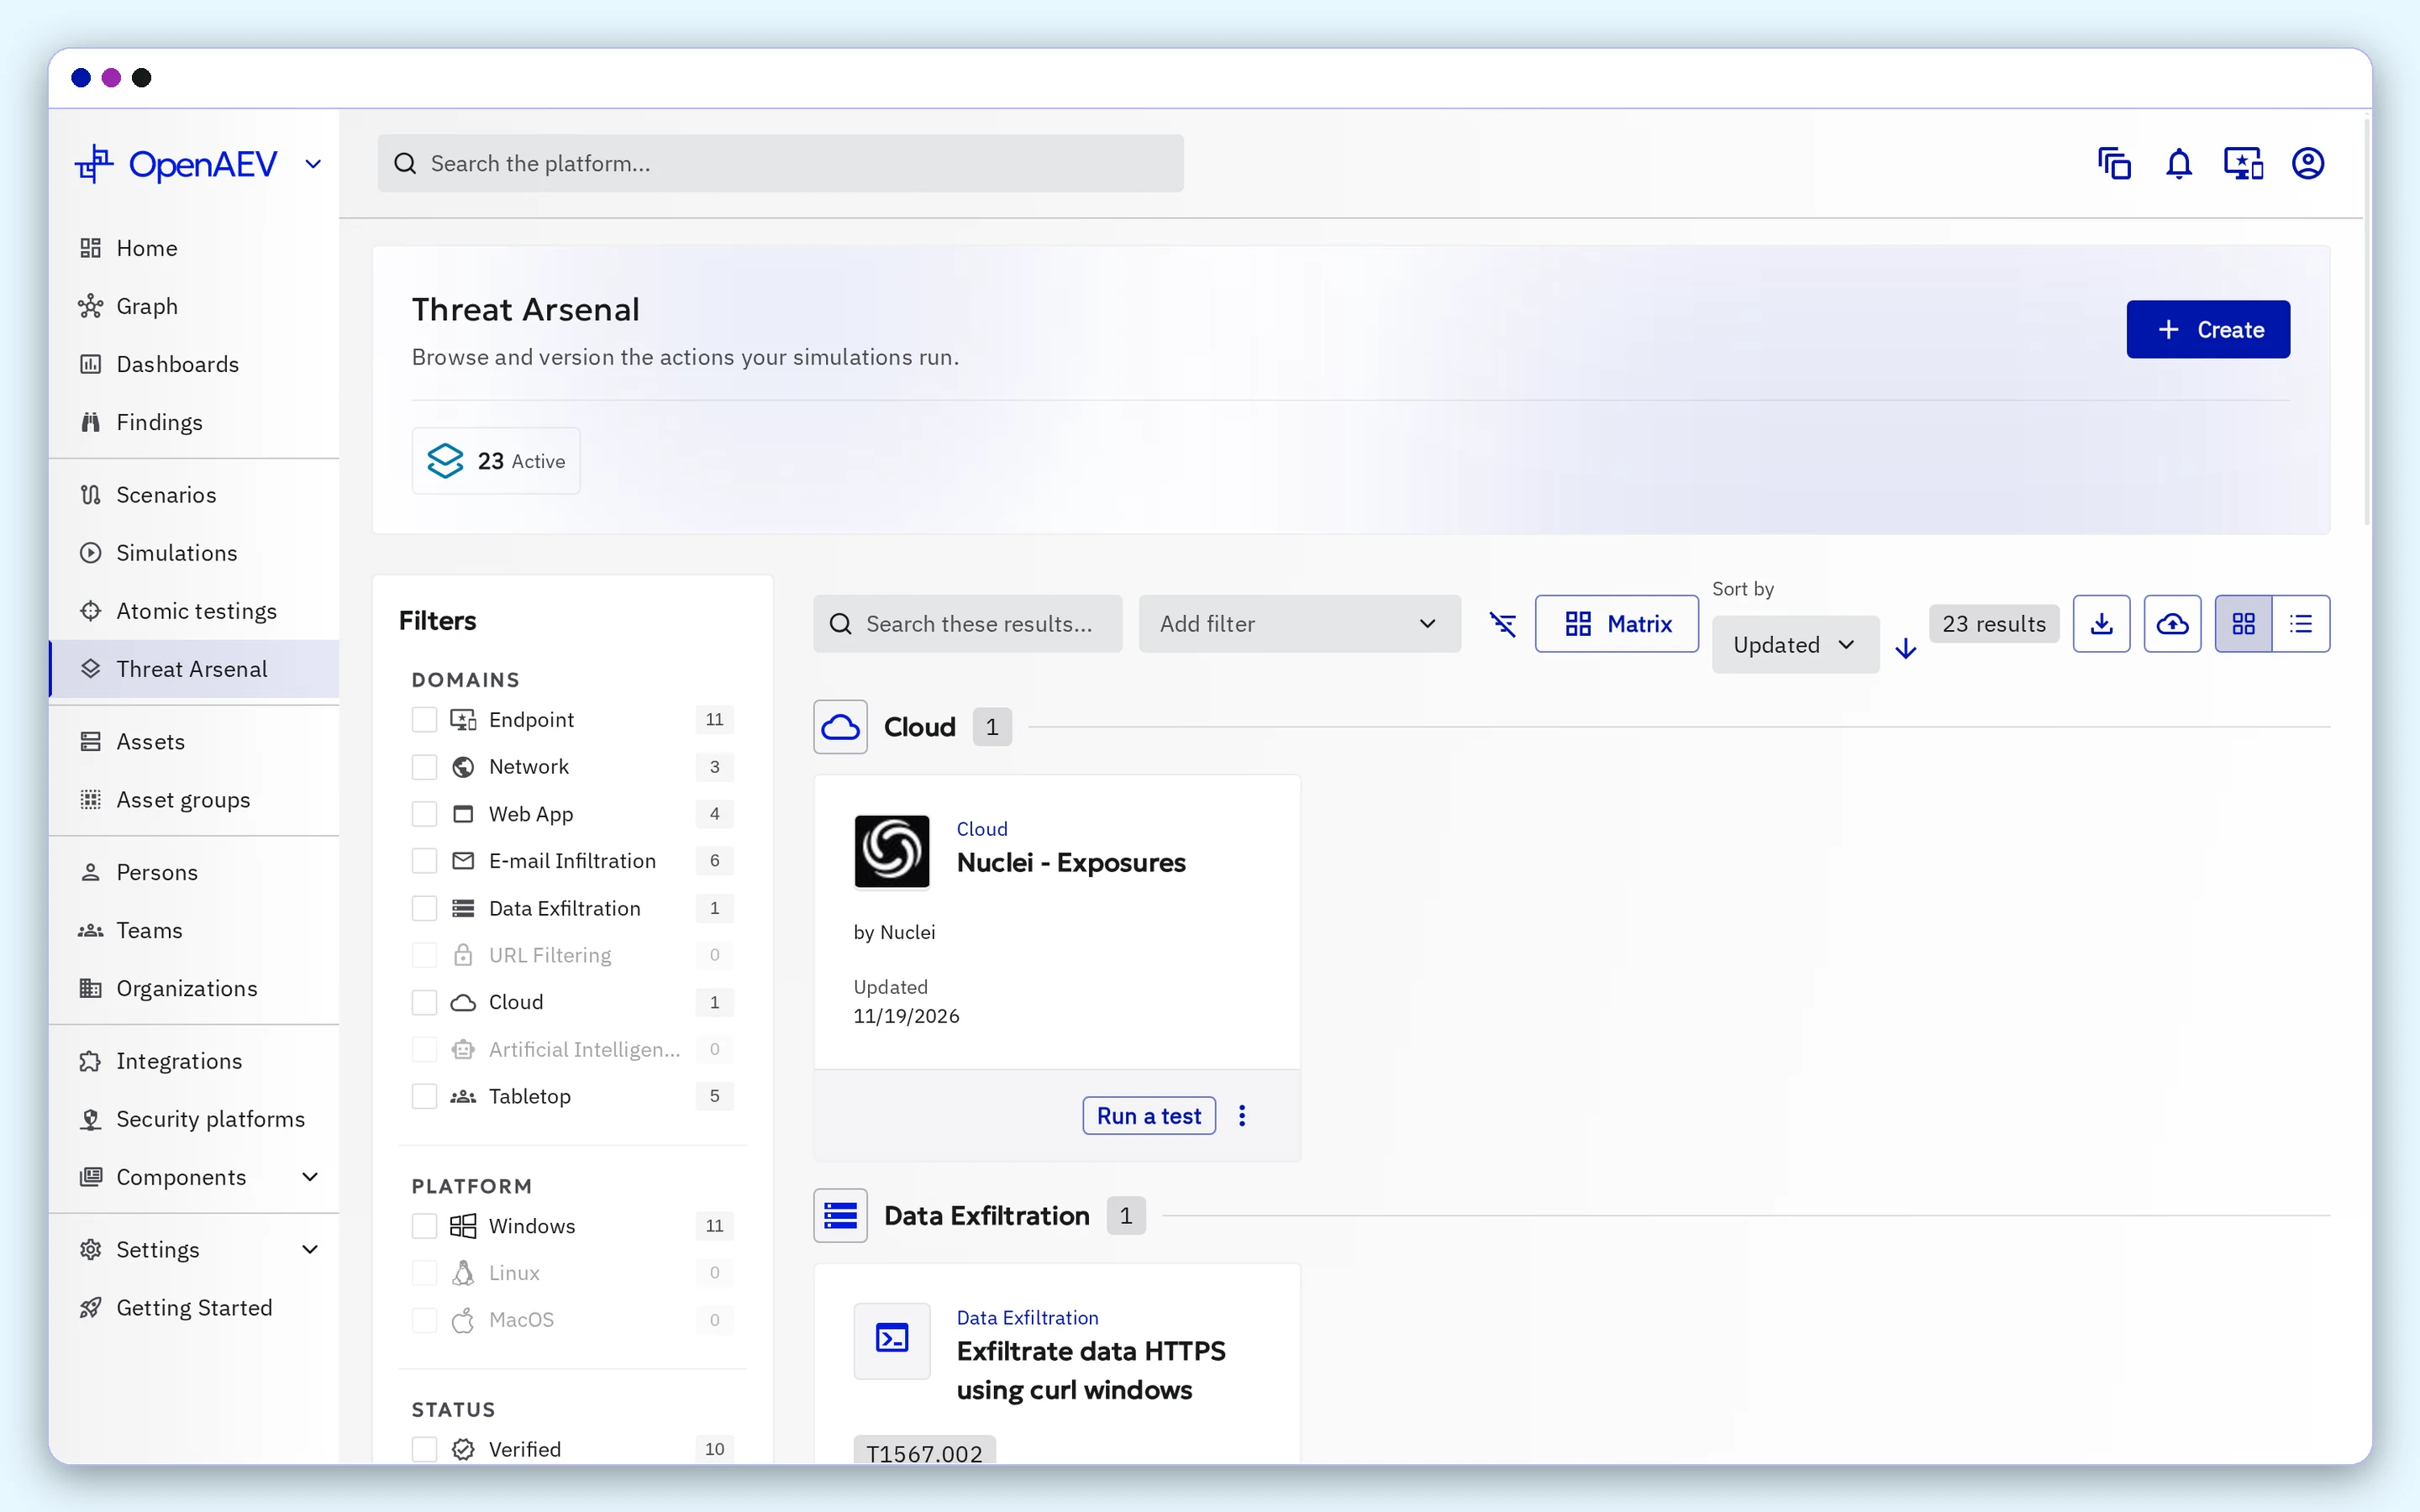 OpenAEV
Search the platform...
Home
Graph
Dashboards
Findings
Scenarios
Simulations
Atomic testings
Threat Arsenal
Assets
Asset groups
Persons
Teams
Organizations
Integrations
Security platforms
Components
Settings
Getting Started
Threat Arsenal
Browse and version the actions your simulations run.
Create
23 Active
Filters
DOMAINS
Endpoint 11
Network 3
Web App 4
E-mail Infiltration 6
Data Exfiltration 1
URL Filtering 0
Cloud 1
Artificial Intelligen... 0
Tabletop 5
PLATFORM
Windows 11
Linux 0
MacOS 0
STATUS
Verified 10
Search these results...
Add filter
Matrix
Sort by
Updated
23 results
Cloud 1
Cloud
Nuclei - Exposures
by Nuclei
Updated
11/19/2026
Run a test
Data Exfiltration 1
Data Exfiltration
Exfiltrate data HTTPS
using curl windows
T1567.002